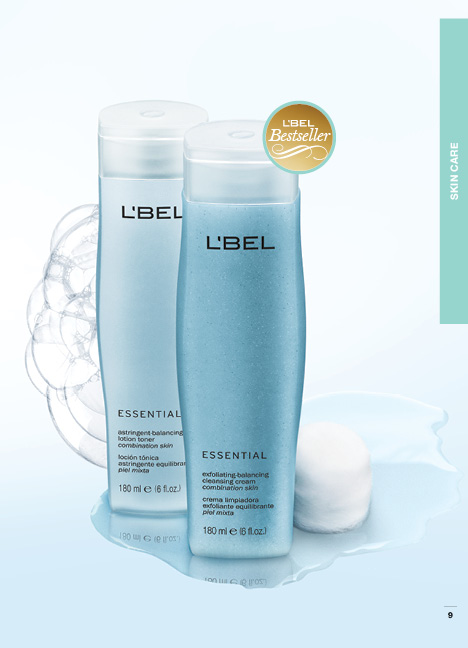 L'BEL
Bestseller
SKIN CARE
L'BEL
ESSENTIAL
astringent-balancing
lotion toner
combination skin
loción tónica
astringente equilibran
piel mixta
180 ml e (6 fl.oz.)
L'BEL
ESSENTIAL
exfoliating-balancing
cleansing cream
combination skin
crema limpiadora
exfoliante equilibrante
piel mixta
180 ml e (6 fl.oz.)
9